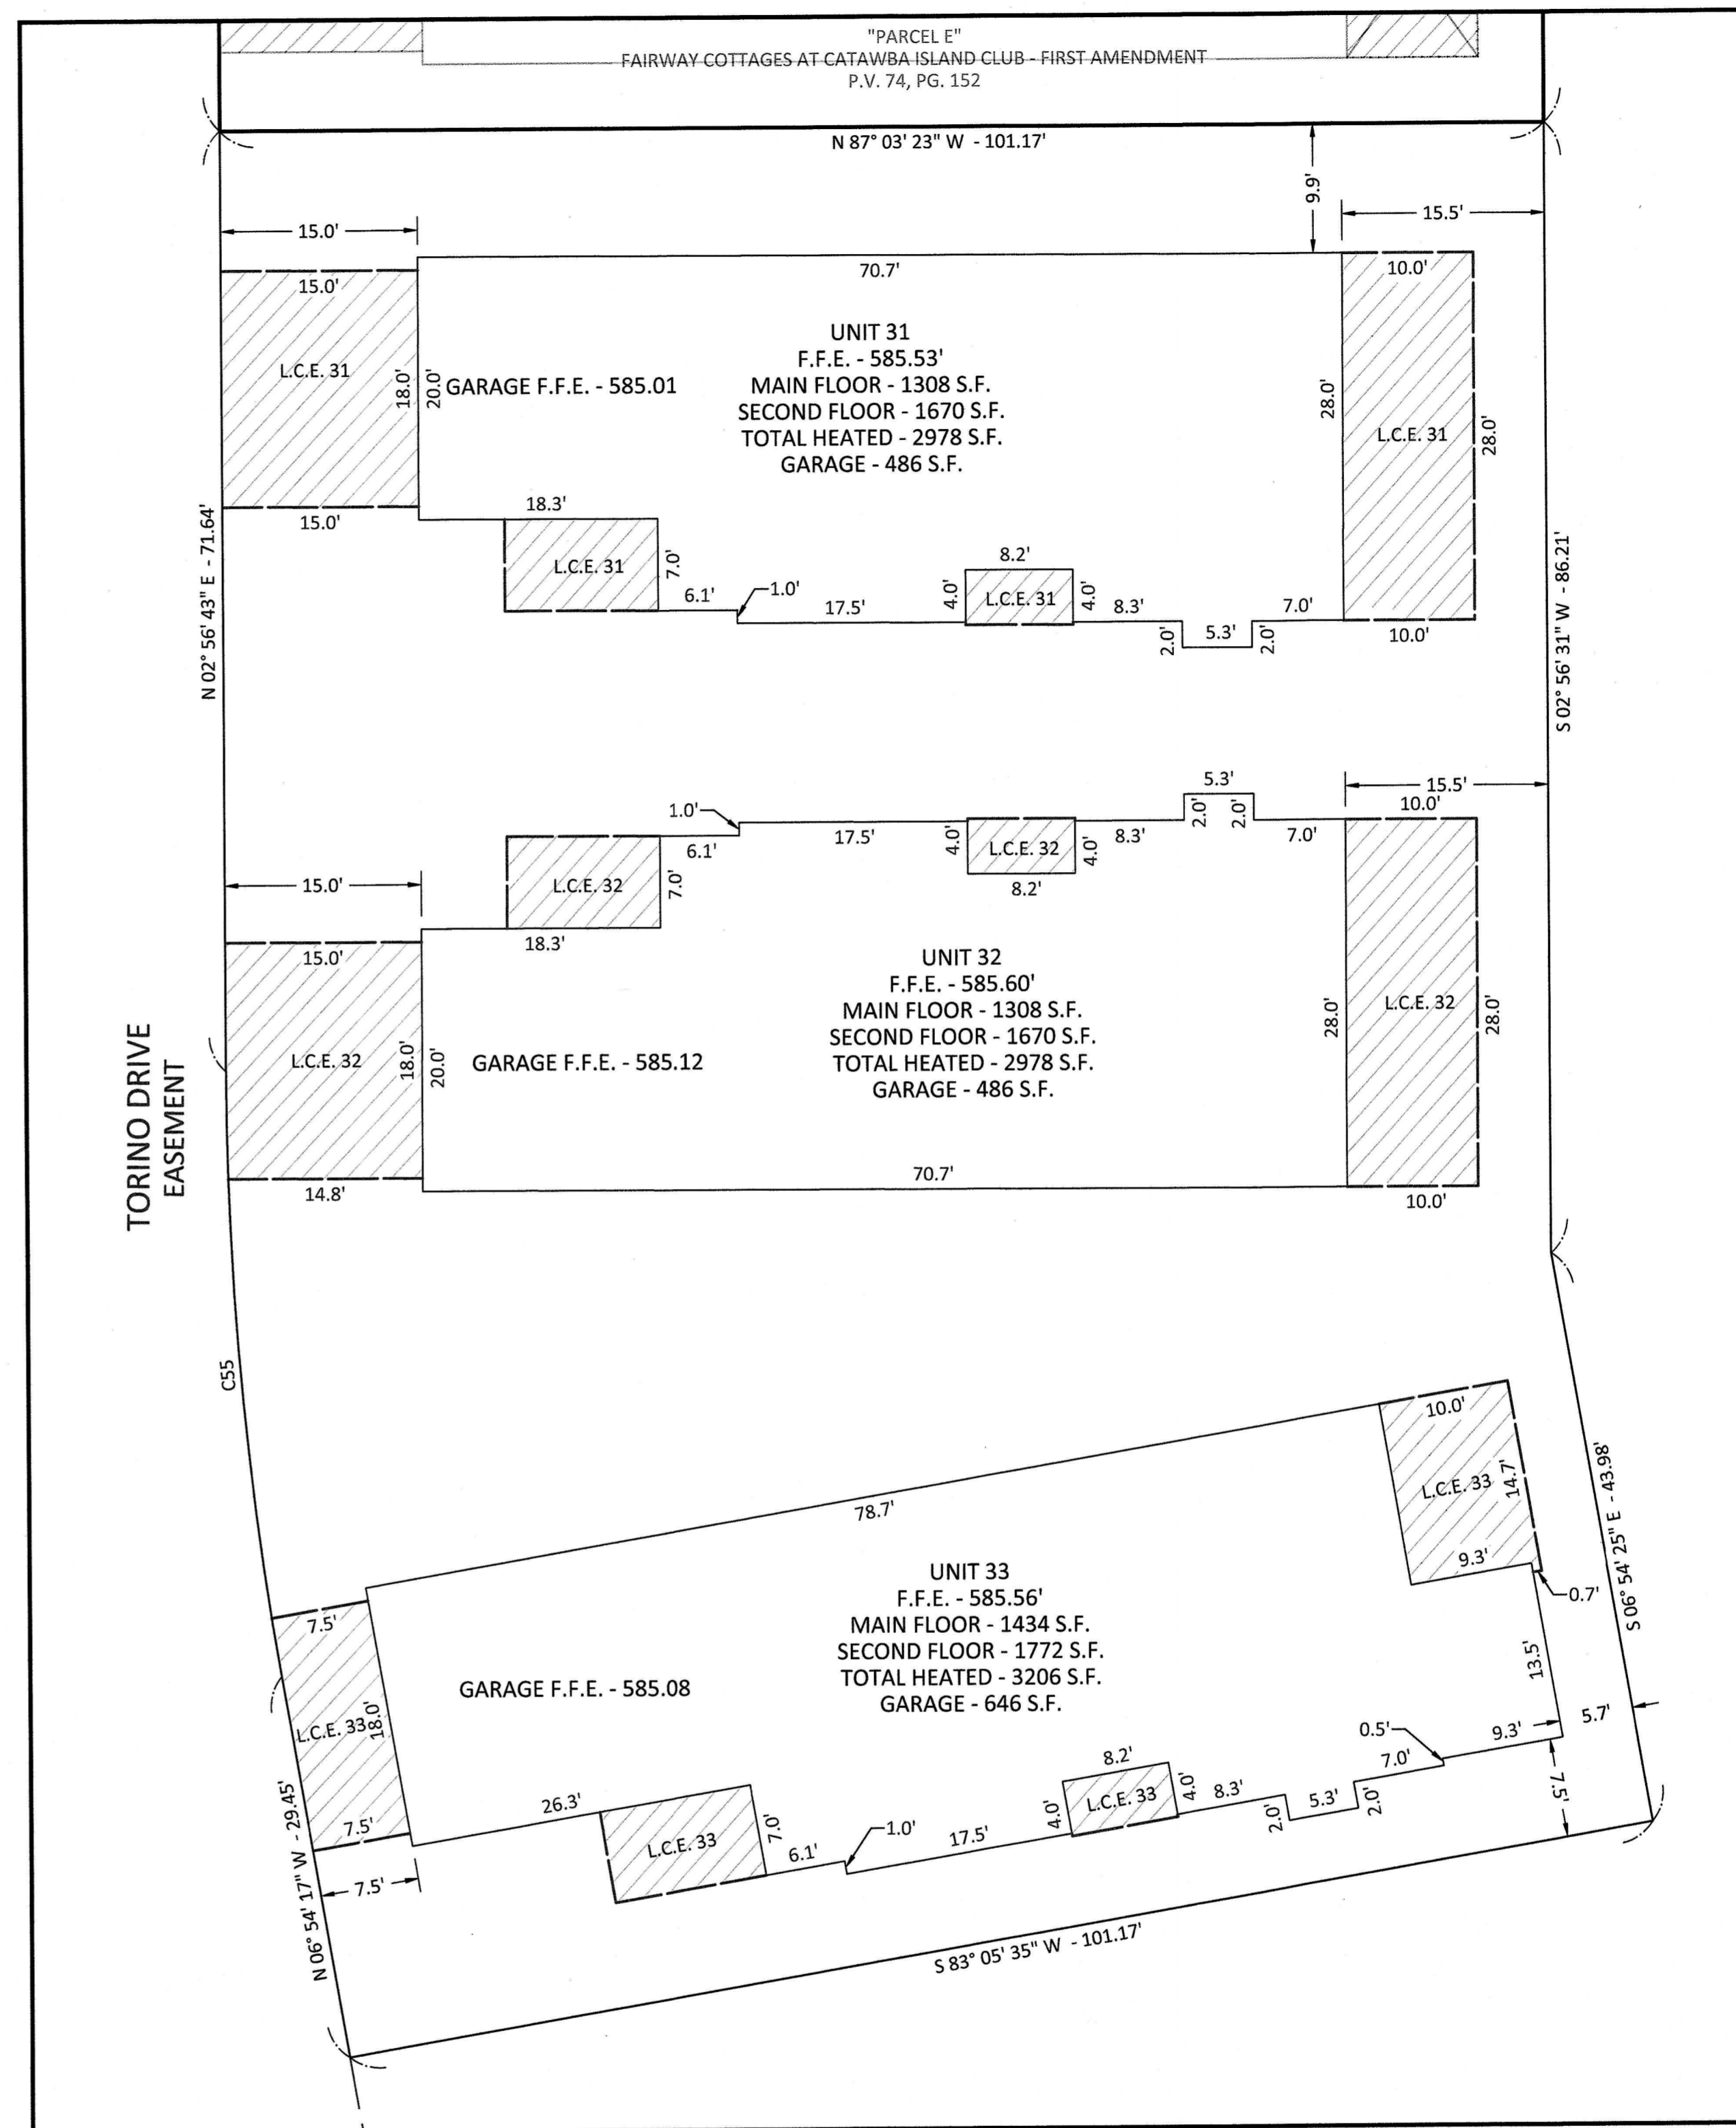 "PARCEL E"
FAIRWAY COTTAGES AT CATAWBA ISLAND CLUB - FIRST AMENDMENT
P.V. 74, PG. 152
N 87° 03' 23" W - 101.17'
9.9'
15.5'
15.0'
70.7'
10.0'
15.0'
UNIT 31
F.F.E. - 585.53'
MAIN FLOOR - 1308 S.F.
SECOND FLOOR - 1670 S.F.
TOTAL HEATED - 2978 S.F.
GARAGE - 486 S.F.
L.C.E. 31
18.0'
20.0'
GARAGE F.F.E. - 585.01
28.0'
L.C.E. 31
28.0'
15.0'
18.3'
L.C.E. 31
7.0'
6.1'
1.0'
17.5'
8.2'
4.0'
L.C.E. 31
4.0'
8.3'
2.0'
5.3'
2.0'
7.0'
10.0'
N 02° 56' 43" E - 71.64'
S 02° 56' 31" W - 86.21'
15.5'
10.0'
5.3'
1.0'
6.1'
17.5'
4.0'
L.C.E. 32
4.0'
8.2'
8.3'
2.0'
2.0'
7.0'
15.0'
L.C.E. 32
7.0'
18.3'
15.0'
UNIT 32
F.F.E. - 585.60'
MAIN FLOOR - 1308 S.F.
SECOND FLOOR - 1670 S.F.
TOTAL HEATED - 2978 S.F.
GARAGE - 486 S.F.
L.C.E. 32
18.0'
20.0'
GARAGE F.F.E. - 585.12
28.0'
L.C.E. 32
28.0'
TORINO DRIVE
EASEMENT
14.8'
70.7'
10.0'
C55
10.0'
L.C.E. 33
14.7'
9.3'
0.7'
S 06° 54' 25" E - 43.98'
78.7'
UNIT 33
F.F.E. - 585.56'
MAIN FLOOR - 1434 S.F.
SECOND FLOOR - 1772 S.F.
TOTAL HEATED - 3206 S.F.
GARAGE - 646 S.F.
GARAGE F.F.E. - 585.08
7.5'
L.C.E. 33
18.0'
7.5'
7.5'
N 06° 54' 17" W - 29.45'
26.3'
L.C.E. 33
7.0'
6.1'
1.0'
17.5'
8.2'
4.0'
L.C.E. 33
4.0'
8.3'
2.0'
5.3'
2.0'
7.0'
0.5'
9.3'
13.5'
5.7'
7.5'
S 83° 05' 35" W - 101.17'